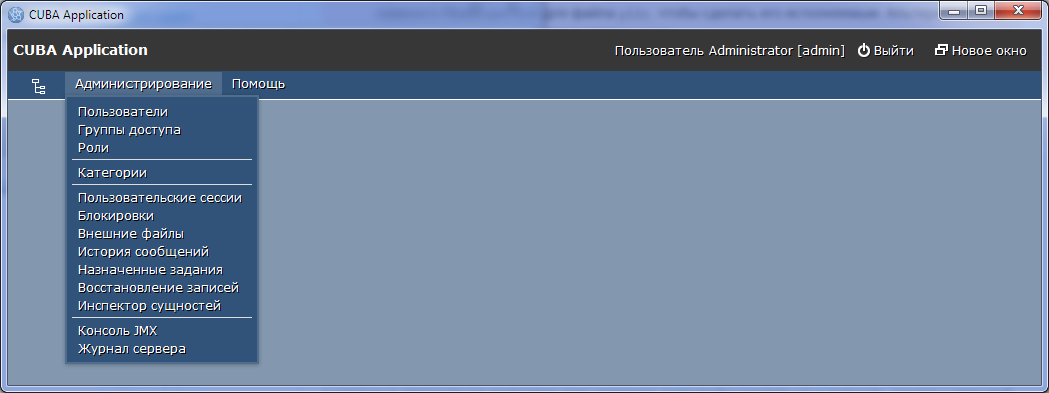 CUBA Application
CUBA Application
Пользователь Administrator [admin] Выйти Новое окно
Администрирование Помощь
Пользователи
Группы доступа
Роли
Категории
Пользовательские сессии
Блокировки
Внешние файлы
История сообщений
Назначенные задания
Восстановление записей
Инспектор сущностей
Консоль JMX
Журнал сервера